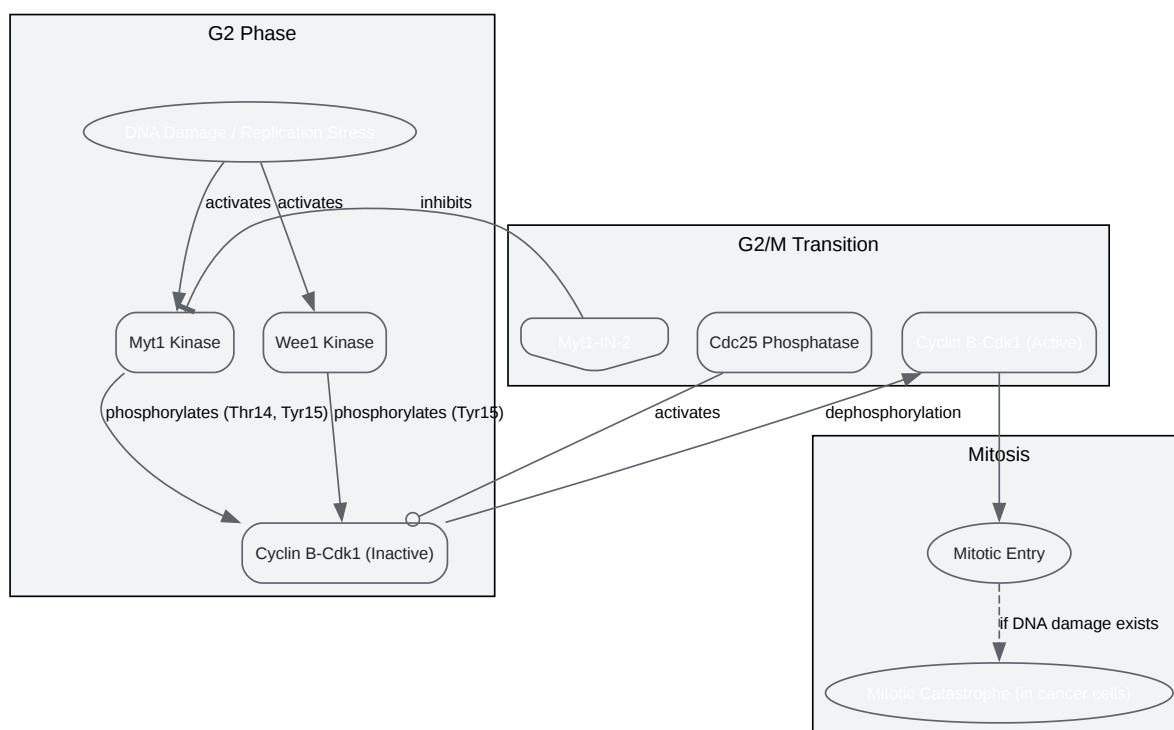 G2 Phase
DNA Damage / Replication Stress
activates
activates
inhibits
G2/M Transition
Myt1 Kinase
Wee1 Kinase
Myt1-IN-2
Cdc25 Phosphatase
Cyclin B-Cdk1 (Active)
phosphorylates (Thr14, Tyr15)
phosphorylates (Tyr15)
activates
dephosphorylation
Mitosis
Cyclin B-Cdk1 (Inactive)
Mitotic Entry
if DNA damage exists
Mitotic Catastrophe (in cancer cells)